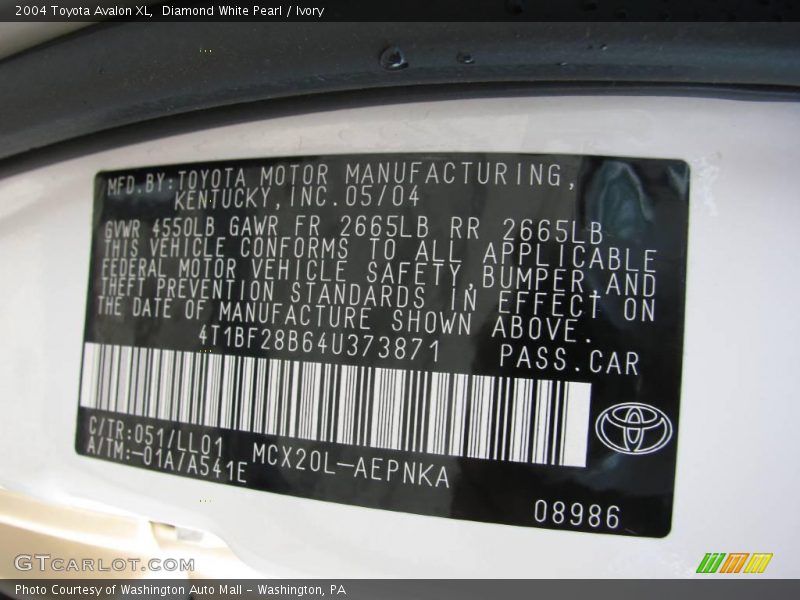 2004 Toyota Avalon XL, Diamond White Pearl / Ivory
MFD.BY:TOYOTA MOTOR MANUFACTURING,
KENTUCKY,INC.05/04
GVWR 4550LB GAWR FR 2665LB RR 2665LB
THIS VEHICLE CONFORMS TO ALL APPLICABLE
FEDERAL MOTOR VEHICLE SAFETY,BUMPER,AND
THEFT PREVENTION STANDARDS IN EFFECT ON
THE DATE OF MANUFACTURE SHOWN ABOVE.
4T1BF28B64U373871 PASS.CAR
C/TR:051/LL01
A/TM:-01A/A541E
MCX20L-AEPNKA
08986
GTCARLOT.COM
Photo Courtesy of Washington Auto Mall - Washington, PA